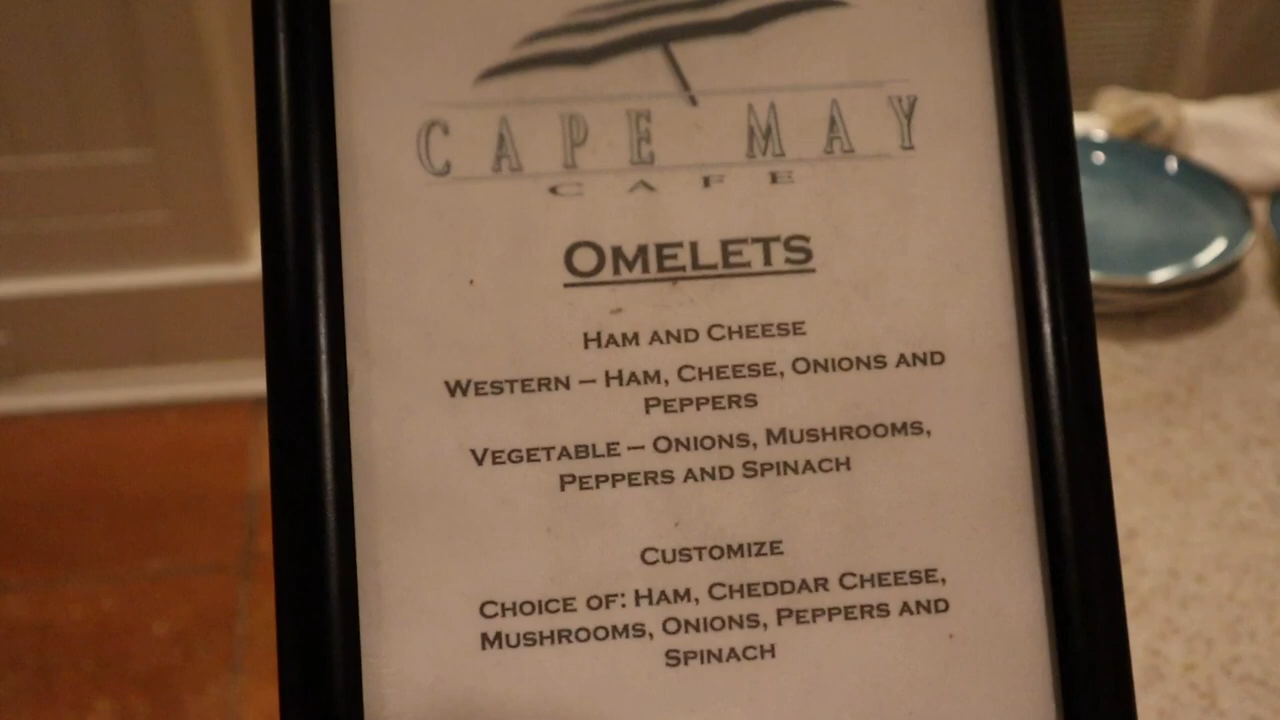 CAPE MAY
CAFE
OMELETS
HAM AND CHEESE
WESTERN – HAM, CHEESE, ONIONS AND
PEPPERS
VEGETABLE – ONIONS, MUSHROOMS,
PEPPERS AND SPINACH
CUSTOMIZE
CHOICE OF: HAM, CHEDDAR CHEESE,
MUSHROOMS, ONIONS, PEPPERS AND
SPINACH